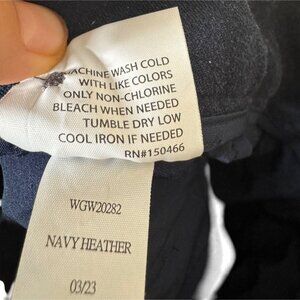 MACHINE WASH COLD
WITH LIKE COLORS
ONLY NON-CHLORINE
BLEACH WHEN NEEDED
TUMBLE DRY LOW
COOL IRON IF NEEDED
RN#150466
WGW20282
NAVY HEATHER
03/23